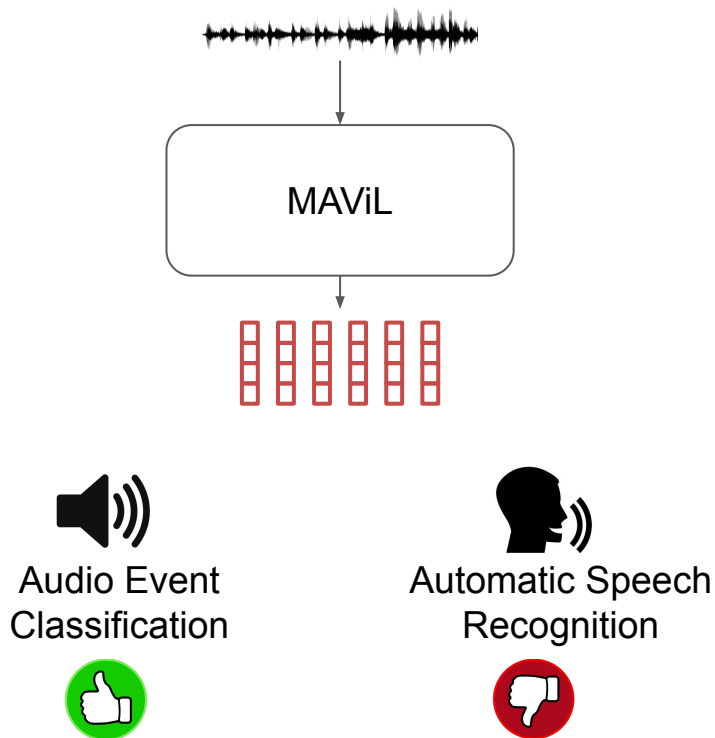 MAViL
Audio Event
Classification
Automatic Speech
Recognition